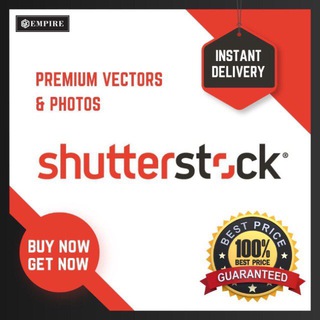 EMPIRE
INSTANT
DELIVERY
PREMIUM VECTORS
& PHOTOS
shutterstock®
BUY NOW
GET NOW
BEST PRICE
100%
BEST PRICE
GUARANTEED